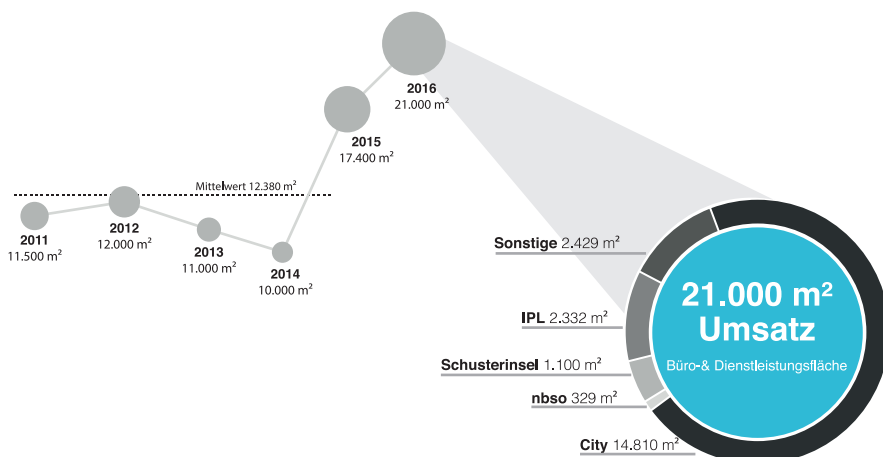 2016
21.000 m²
2015
17.400 m²
Mittelwert 12.380 m²
2011
11.500 m²
2012
12.000 m²
2013
11.000 m²
2014
10.000 m²
Sonstige 2.429 m²
IPL 2.332 m²
Schusterinsel 1.100 m²
nbso 329 m²
City 14.810 m²
21.000 m²
Umsatz
Büro-& Dienstleistungsfläche